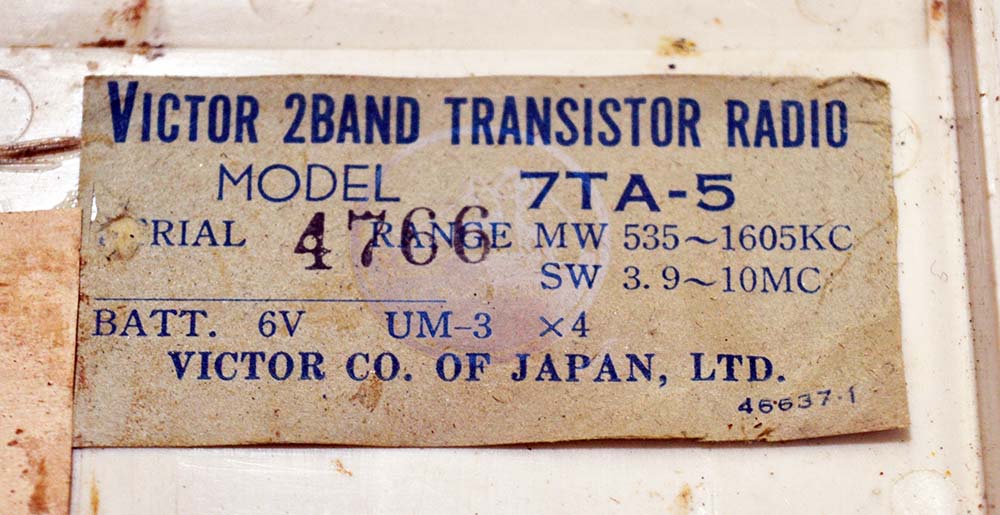 VICTOR 2BAND TRANSISTOR RADIO
MODEL 7TA-5
SERIAL 4766 RANGE MW 535~1605KC
SW 3.9~10MC
BATT. 6V UM-3 ×4
VICTOR CO. OF JAPAN, LTD.
46637-1